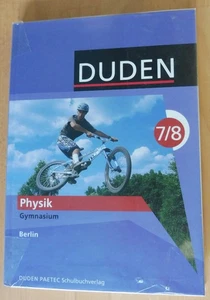 DUDEN
7/8
Physik
Gymnasium
Berlin
DUDEN PAETEC Schulbuchverlag